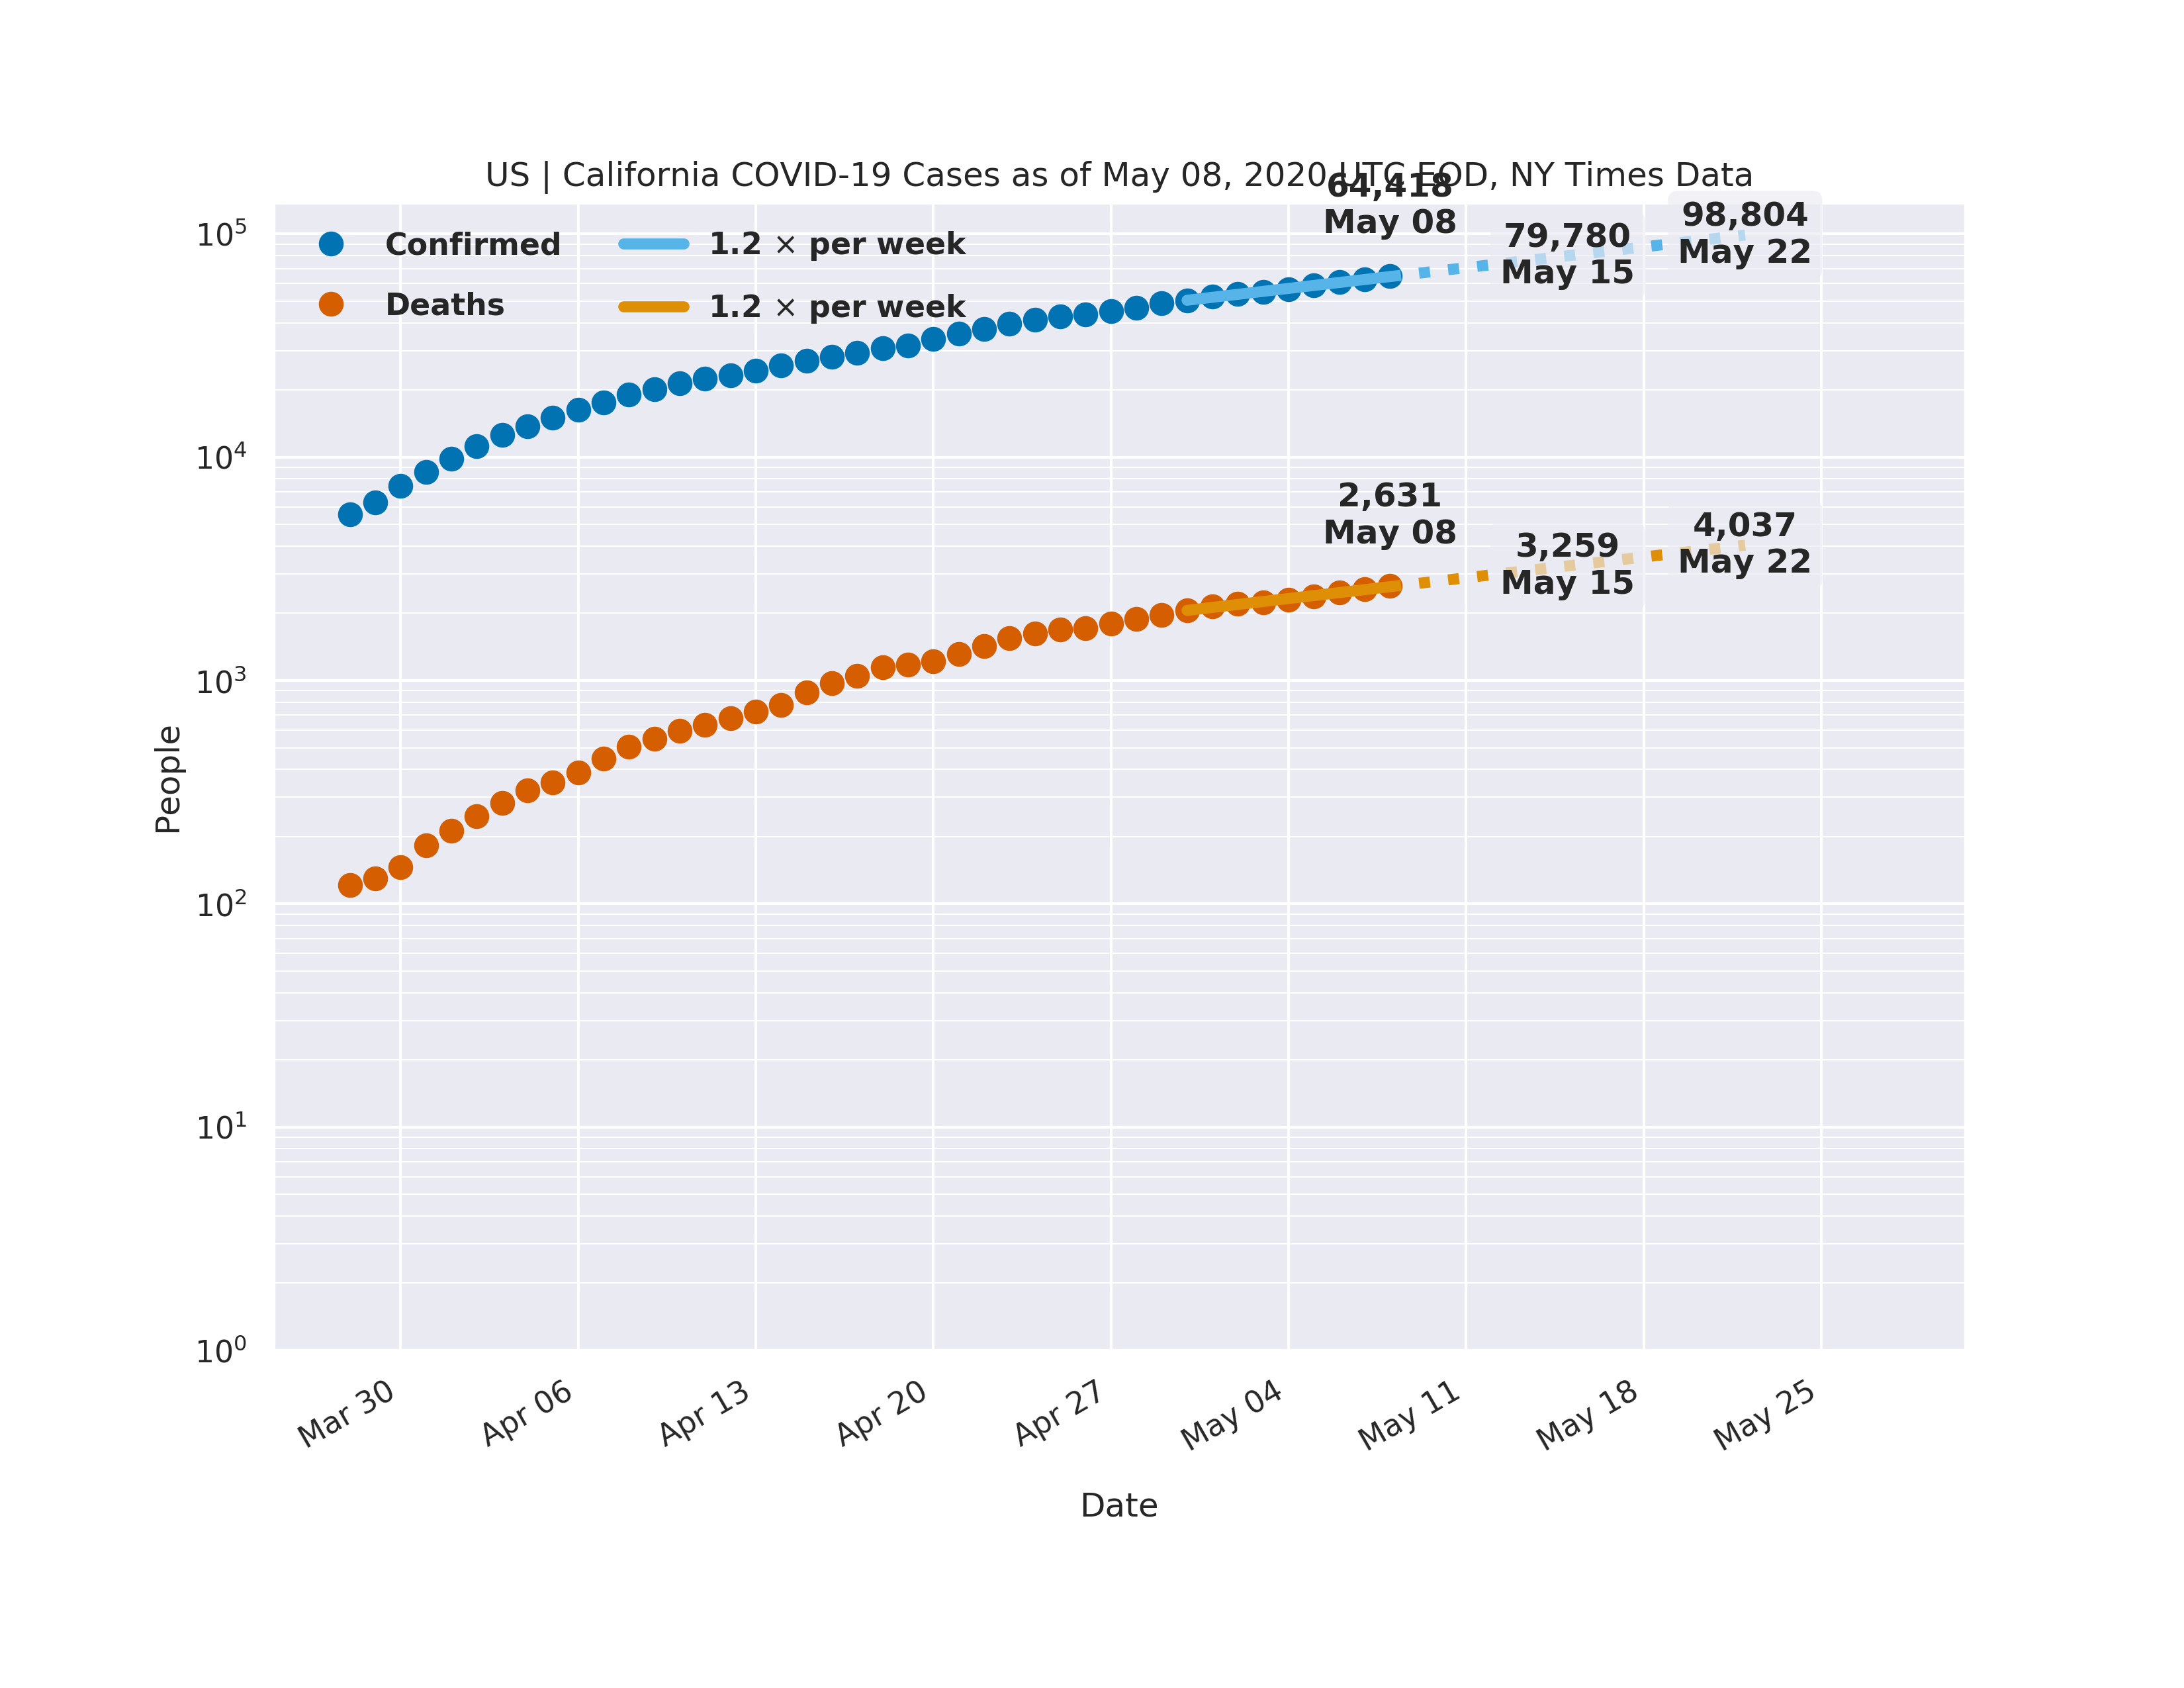 US | California COVID-19 Cases as of May 08, 2020 UTC EOD, NY Times Data
64,418
May 08
79,780
May 15
98,804
May 22
Confirmed
Deaths
1.2 × per week
1.2 × per week
2,631
May 08
3,259
May 15
4,037
May 22
10⁵
10⁴
10³
10²
10¹
10⁰
People
Mar 30
Apr 06
Apr 13
Apr 20
Apr 27
May 04
May 11
May 18
May 25
Date